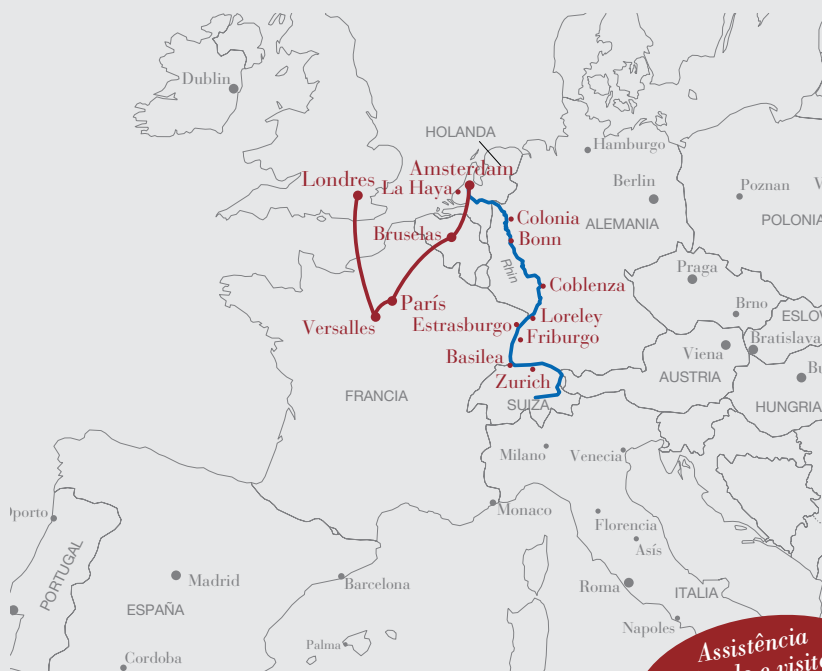 Dublin
HOLANDA
Hamburgo
Amsterdam
Londres
La Haya
Berlin
Poznan
Colonia
ALEMANIA
POLONIA
Bruselas
Bonn
Rhin
Praga
Coblenza
París
Brno
Loreley
ESLOV
Versalles
Estrasburgo
Friburgo
Bratislava
Viena
Basilea
Zurich
AUSTRIA
FRANCIA
SUIZA
HUNGRIA
Milano
Venecia
Monaco
Florencia
Asís
PORTUGAL
Madrid
Barcelona
Roma
ITALIA
ESPAÑA
Napoles
Palma
Assistência
Cordoba